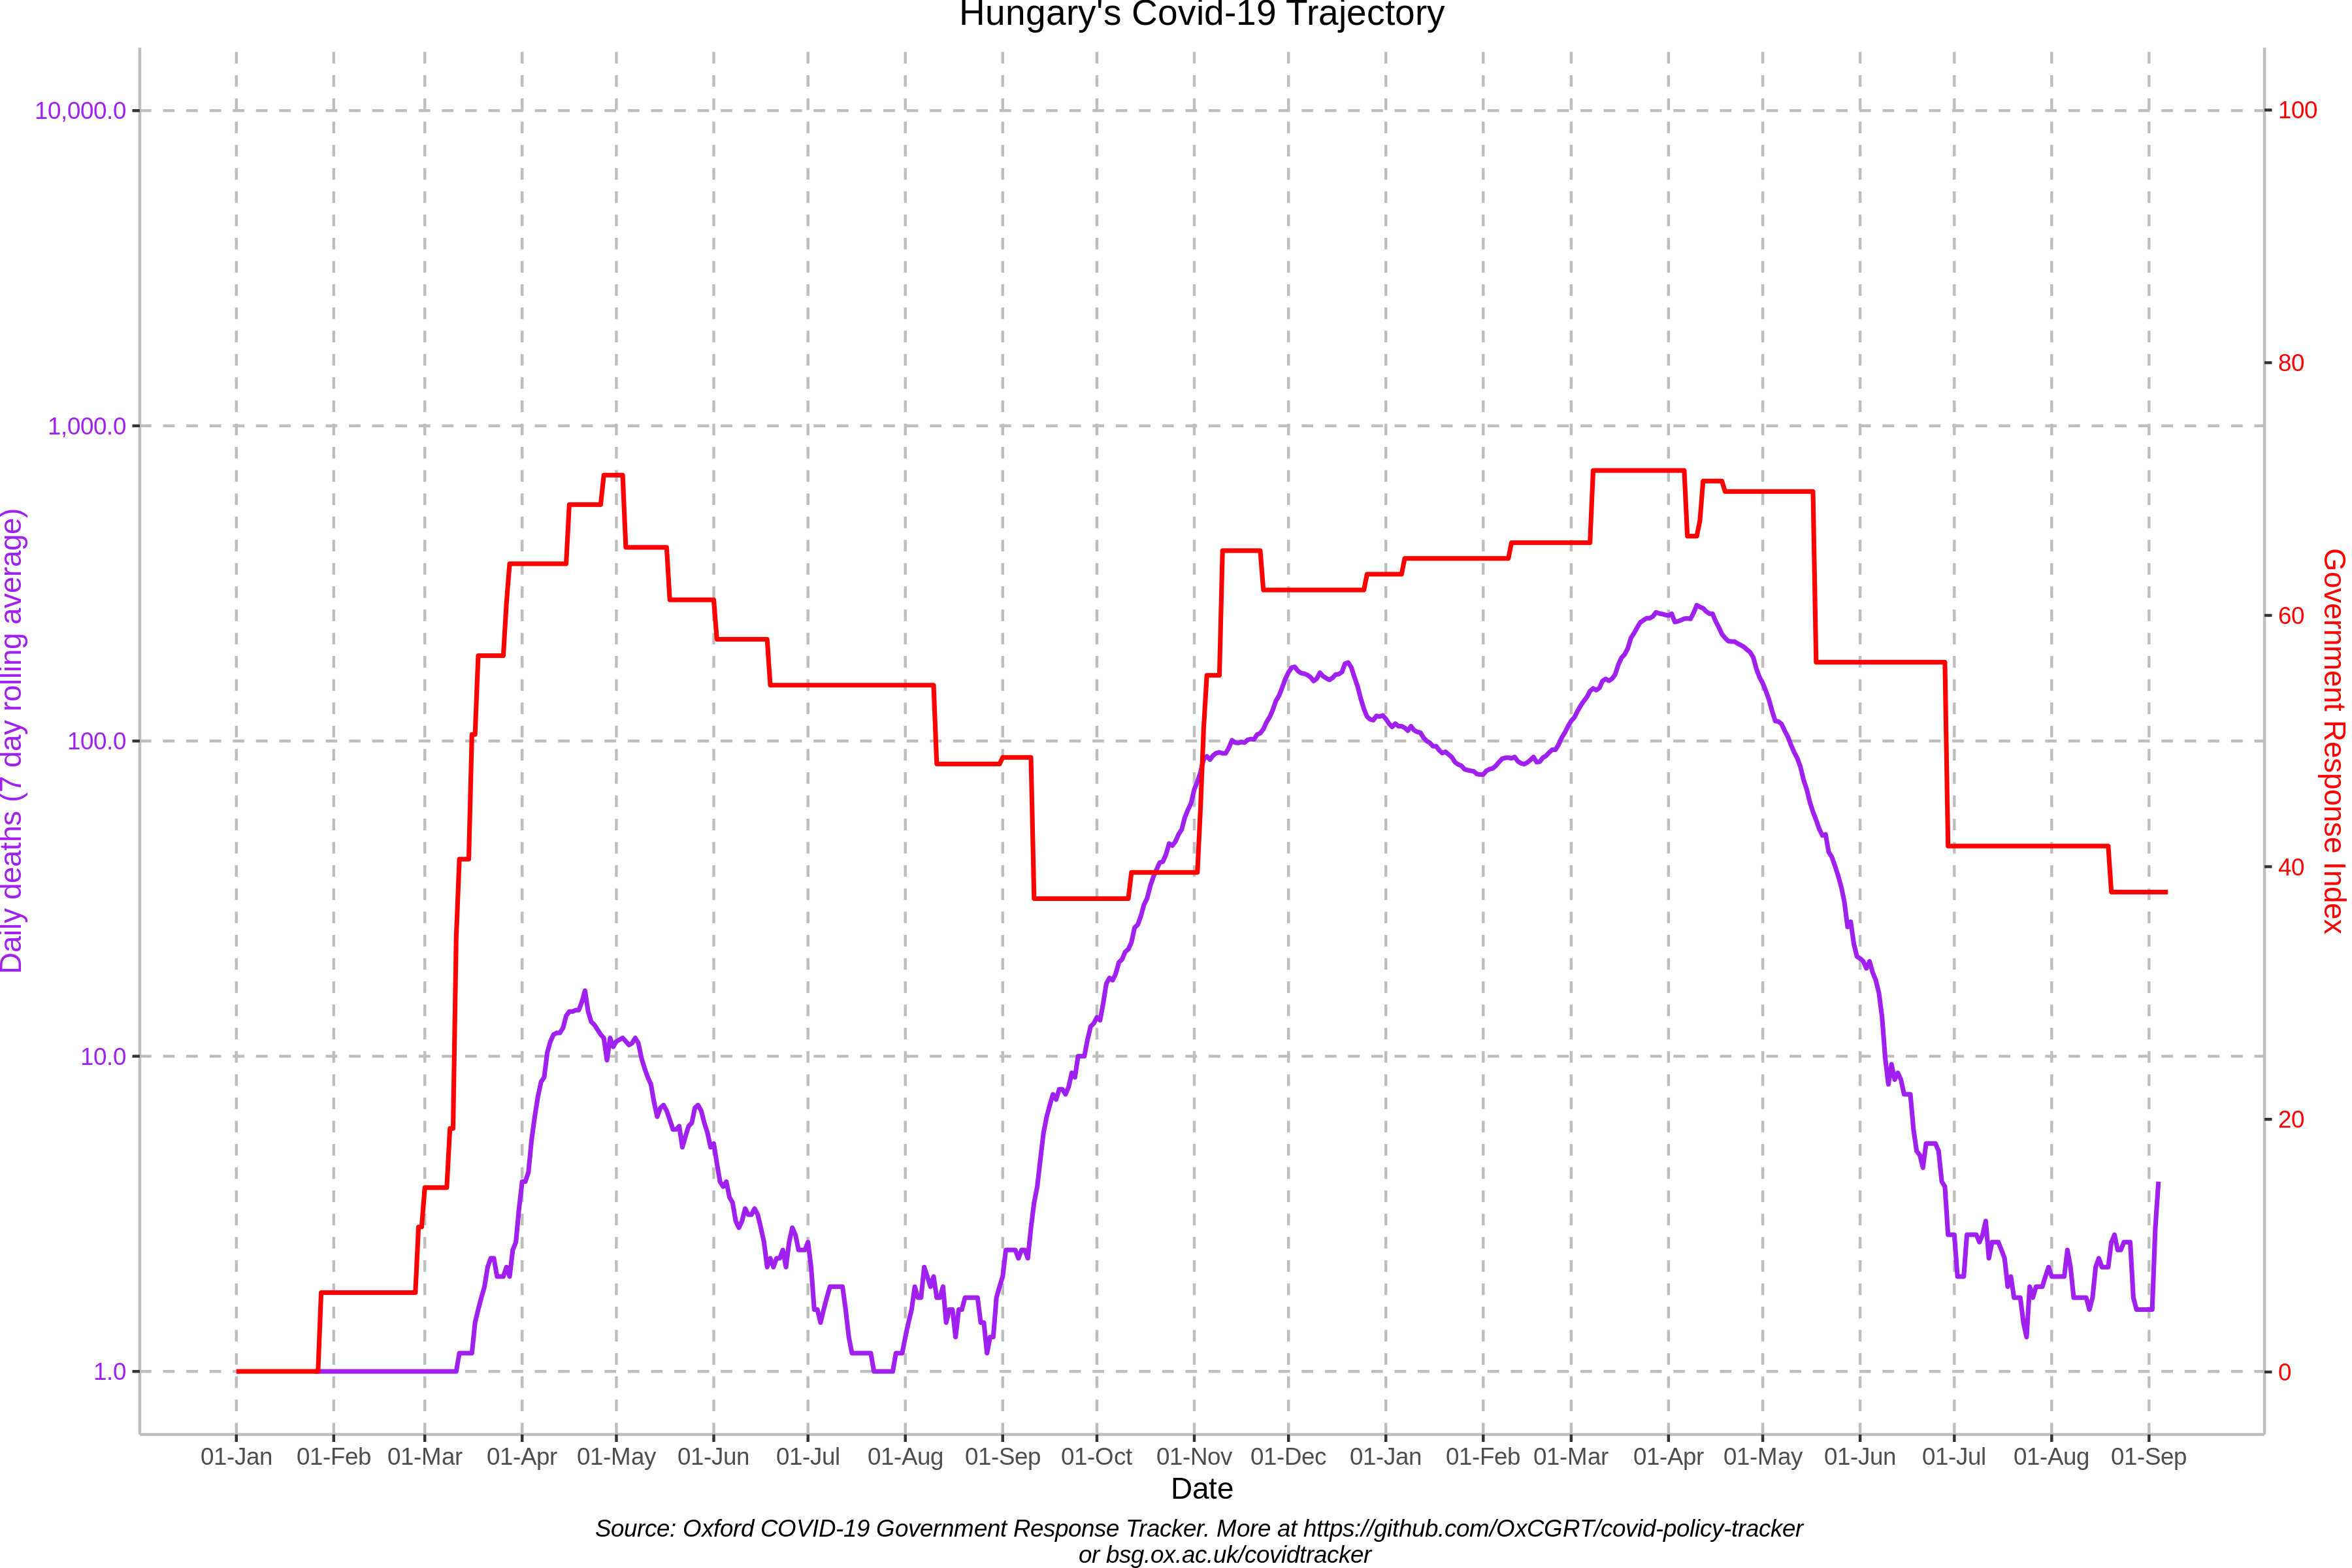 Hungary's Covid-19 Trajectory
10,000.0
1,000.0
100.0
10.0
1.0
Daily deaths (7 day rolling average)
100
80
60
40
20
0
Government Response Index
01-Jan 01-Feb 01-Mar 01-Apr 01-May 01-Jun 01-Jul 01-Aug 01-Sep 01-Oct 01-Nov 01-Dec 01-Jan 01-Feb 01-Mar 01-Apr 01-May 01-Jun 01-Jul 01-Aug 01-Sep
Date
Source: Oxford COVID-19 Government Response Tracker. More at https://github.com/OxCGRT/covid-policy-tracker
or bsg.ox.ac.uk/covidtracker